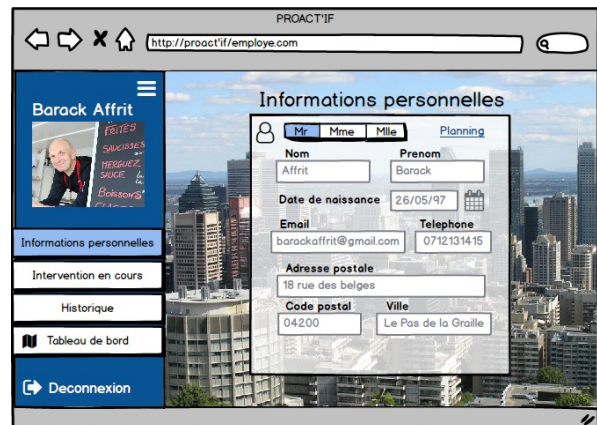 PROACT'IF
http://proact'if/employe.com
Barack Affrit
FRITES
SAUCISSES
MERGUEZ
SAUCE
BOISSONS
Informations personnelles
Intervention en cours
Historique
Tableau de bord
Deconnexion
Informations personnelles
Mr Mme Mlle Planning
Nom Prenom
Affrit Barack
Date de naissance 26/05/97
Email Telephone
barackaffrit@gmail.com 0712131415
Adresse postale
18 rue des belges
Code postal Ville
04200 Le Pas de la Graille